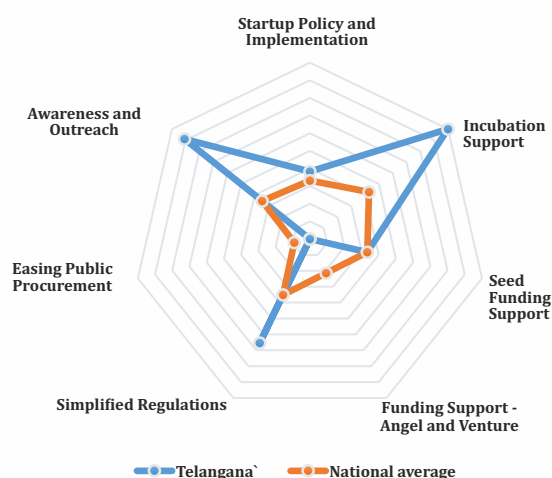 Startup Policy and
Implementation
Incubation
Support
Seed
Funding
Support
Funding Support -
Angel and Venture
Simplified Regulations
Easing Public
Procurement
Awareness and
Outreach
Telangana`
National average